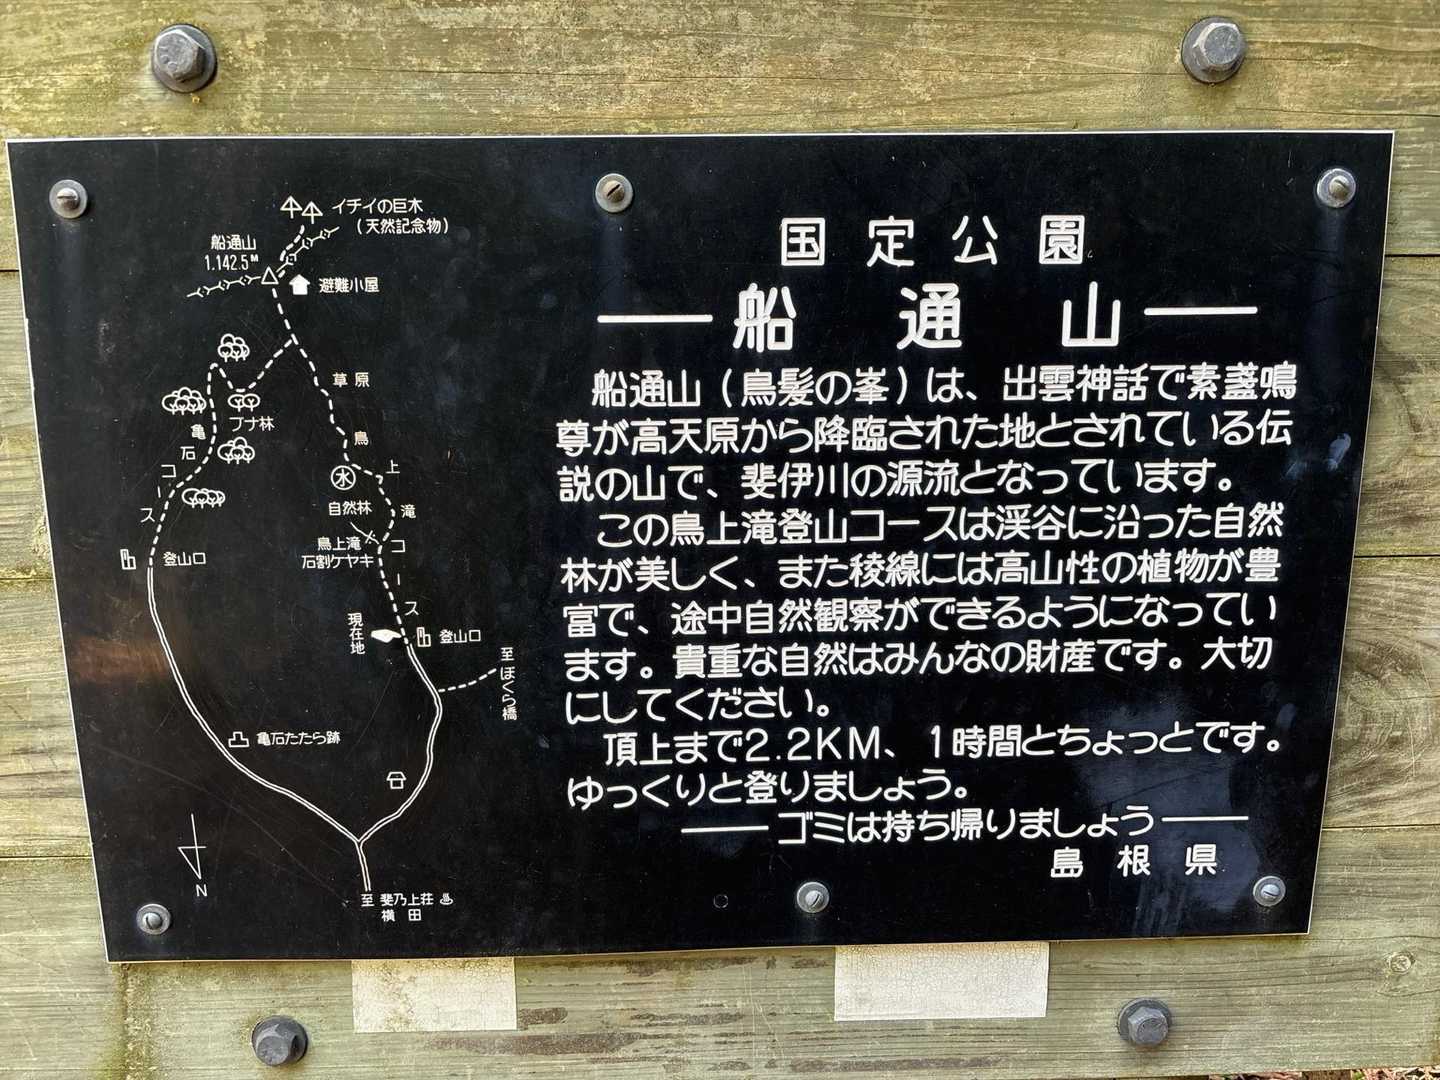 国定公園
船通山
船通山(鳥髪の峯)は、出雲神話で素盞鳴
尊が高天原から降臨された地とされている伝
説の山で、斐伊川の源流となっています。
この鳥上滝登山コースは渓谷に沿った自然
林が美しく、また稜線には高山性の植物が豊
富で、途中自然観察ができるようになってい
ます。貴重な自然はみんなの財産です。大切
にしてください。
頂上まで2.2KM、1時間とちょっとです。
ゆっくりと登りましょう。
ゴミは持ち帰りましょう
島根県
イチイの巨木
(天然記念物)
船通山
1,142.5M
避難小屋
草原
ブナ林
亀石コース
鳥上滝コース
水
自然林
鳥上滝
石割ケヤキ
登山口
現在地
登山口
至ぼくら橋
亀石たたら跡
N
至 斐乃上荘
横田